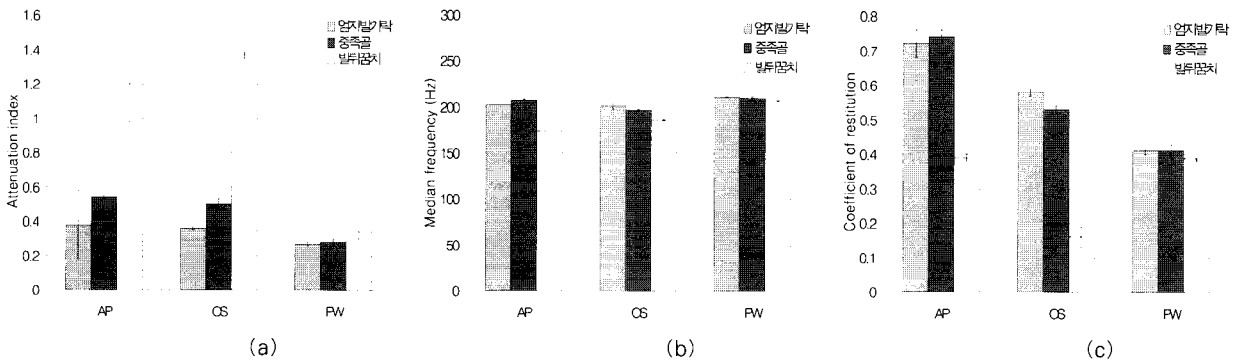 1.6
1.4
1.2
1
0.8
0.6
0.4
0.2
0
Attenuation index
엄지발가락
중족골
발뒤꿈치
AP
OS
PW
(a)
300
250
200
150
100
50
0
Median frequency (Hz)
엄지발가락
중족골
발뒤꿈치
AP
OS
PW
(b)
0.8
0.7
0.6
0.5
0.4
0.3
0.2
0.1
0
Coefficient of restitution
엄지발가락
중족골
발뒤꿈치
AP
OS
PW
(c)